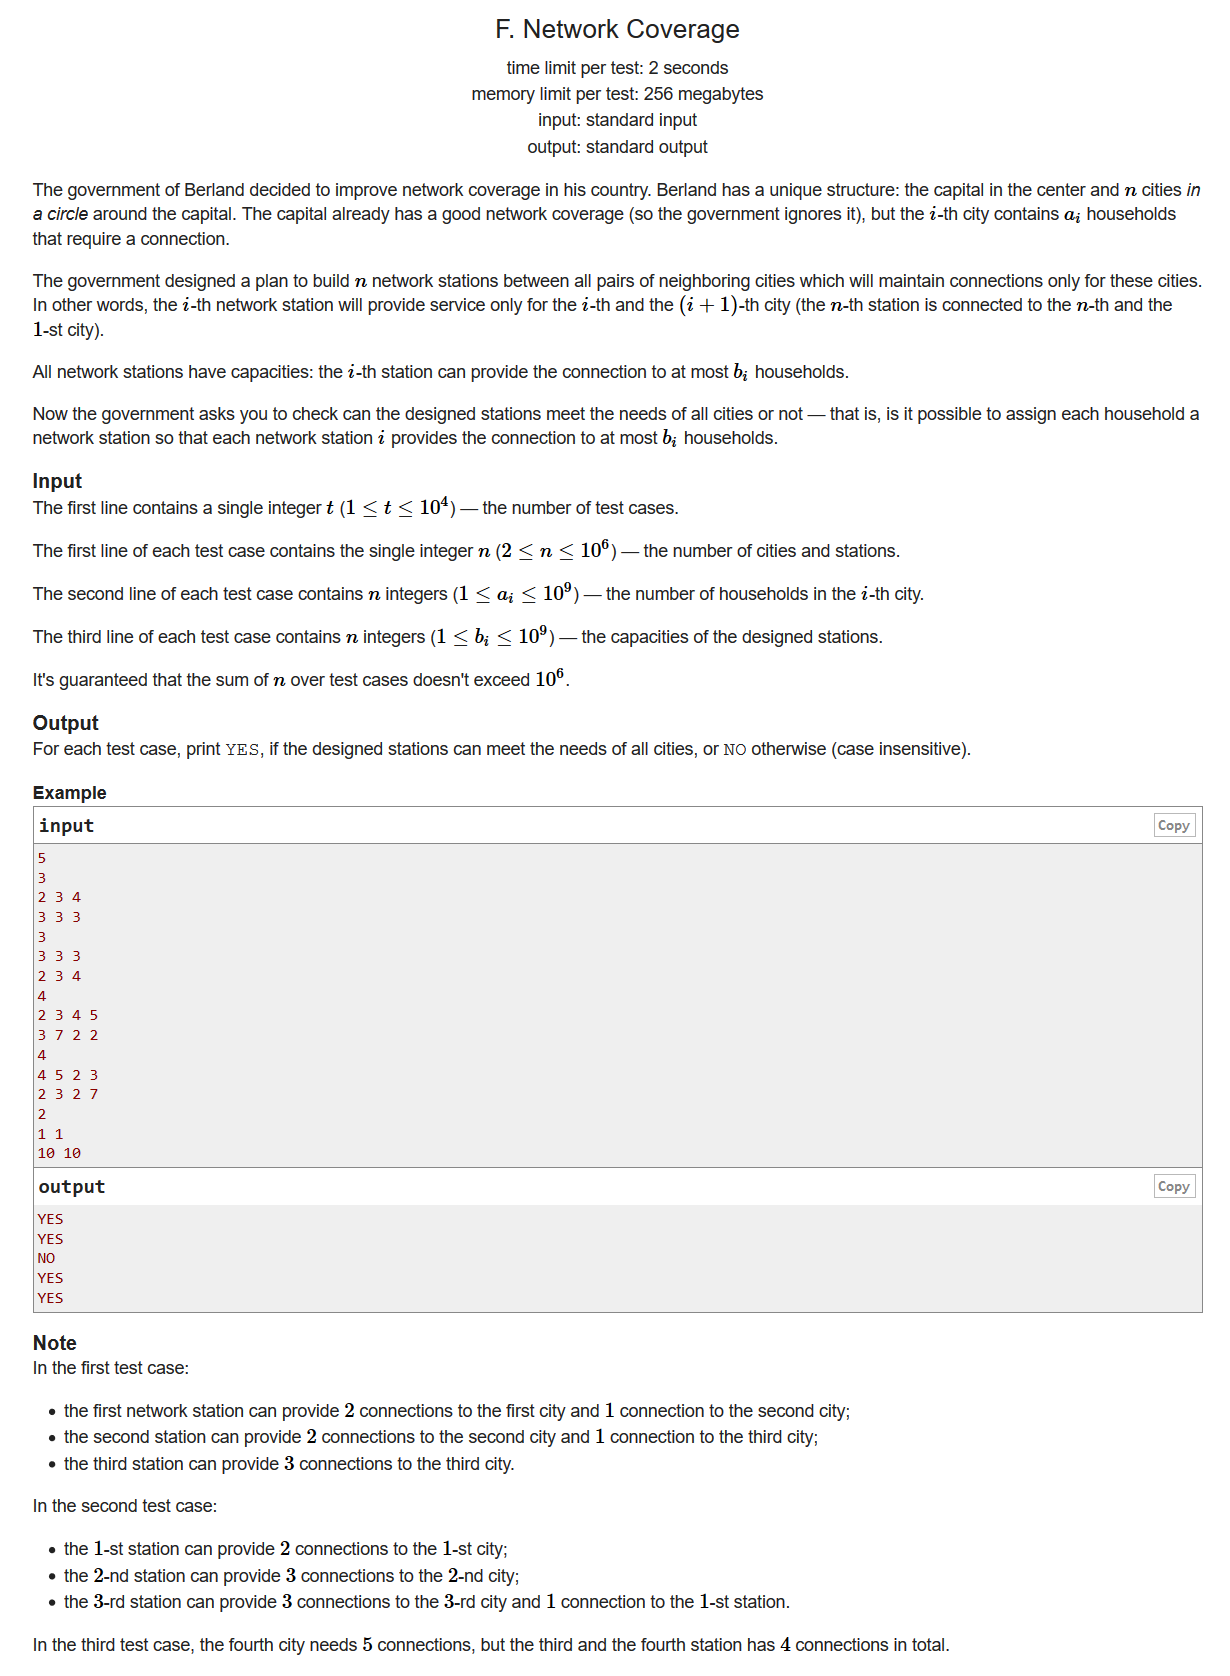 F. Network Coverage
time limit per test: 2 seconds
memory limit per test: 256 megabytes
input: standard input
output: standard output
The government of Berland decided to improve network coverage in his country. Berland has a unique structure: the capital in the center and n cities in
a circle around the capital. The capital already has a good network coverage (so the government ignores it), but the i-th city contains a_i households
that require a connection.
The government designed a plan to build n network stations between all pairs of neighboring cities which will maintain connections only for these cities.
In other words, the i-th network station will provide service only for the i-th and the (i + 1)-th city (the n-th station is connected to the n-th and the
1-st city).
All network stations have capacities: the i-th station can provide the connection to at most b_i households.
Now the government asks you to check can the designed stations meet the needs of all cities or not — that is, is it possible to assign each household a
network station so that each network station i provides the connection to at most b_i households.
Input
The first line contains a single integer t (1 ≤ t ≤ 10^4) — the number of test cases.
The first line of each test case contains the single integer n (2 ≤ n ≤ 10^6) — the number of cities and stations.
The second line of each test case contains n integers (1 ≤ a_i ≤ 10^9) — the number of households in the i-th city.
The third line of each test case contains n integers (1 ≤ b_i ≤ 10^9) — the capacities of the designed stations.
It's guaranteed that the sum of n over test cases doesn't exceed 10^6.
Output
For each test case, print YES, if the designed stations can meet the needs of all cities, or NO otherwise (case insensitive).
Example
input Copy
5
3
2 3 4
3 3 3
3
3 3 3
2 3 4
4
2 3 4 5
3 7 2 2
4
4 5 2 3
2 3 2 7
2
1 1
10 10
output Copy
YES
YES
NO
YES
YES
Note
In the first test case:
• the first network station can provide 2 connections to the first city and 1 connection to the second city;
• the second station can provide 2 connections to the second city and 1 connection to the third city;
• the third station can provide 3 connections to the third city.
In the second test case:
• the 1-st station can provide 2 connections to the 1-st city;
• the 2-nd station can provide 3 connections to the 2-nd city;
• the 3-rd station can provide 3 connections to the 3-rd city and 1 connection to the 1-st station.
In the third test case, the fourth city needs 5 connections, but the third and the fourth station has 4 connections in total.